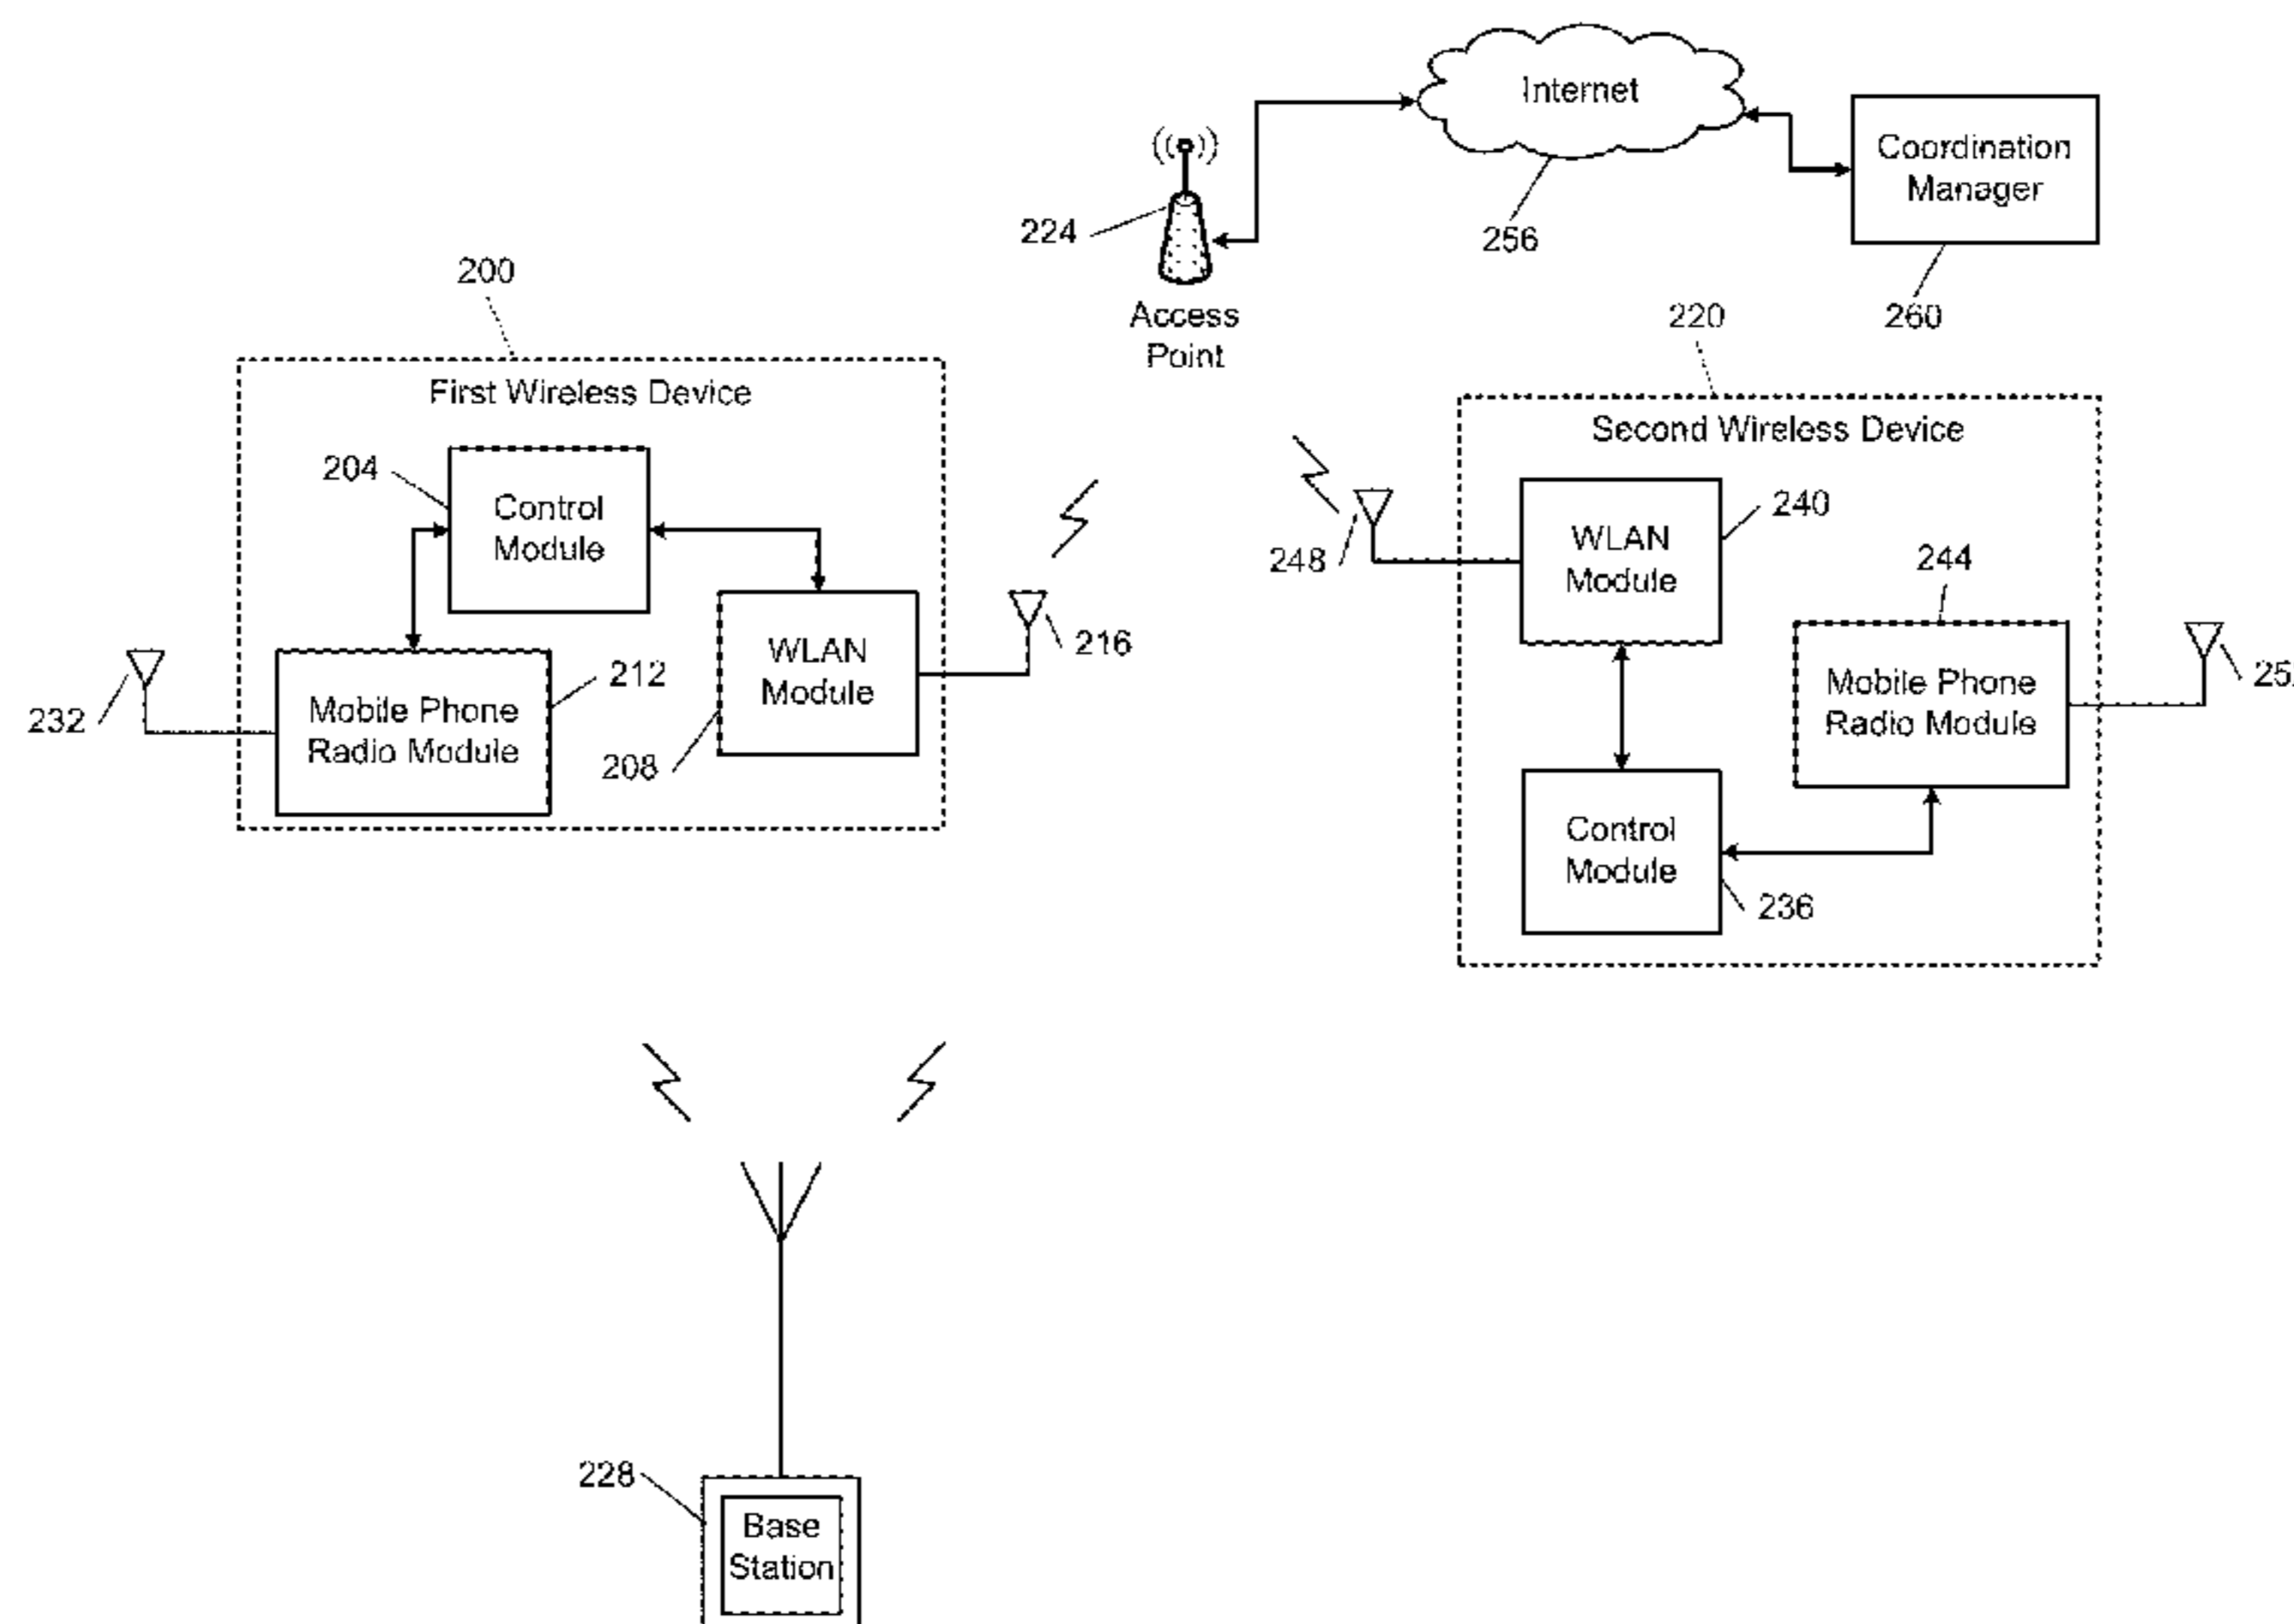 Internet
Coordination
Manager
224
256
200
Access
Point
220
260
First Wireless Device
Second Wireless Device
204
Control
Module
WLAN
Module
240
248
244
216
WLAN
Module
212
Mobile Phone
Radio Module
232
Mobile Phone
Radio Module
208
25
Control
Module
236
228
Base
Station